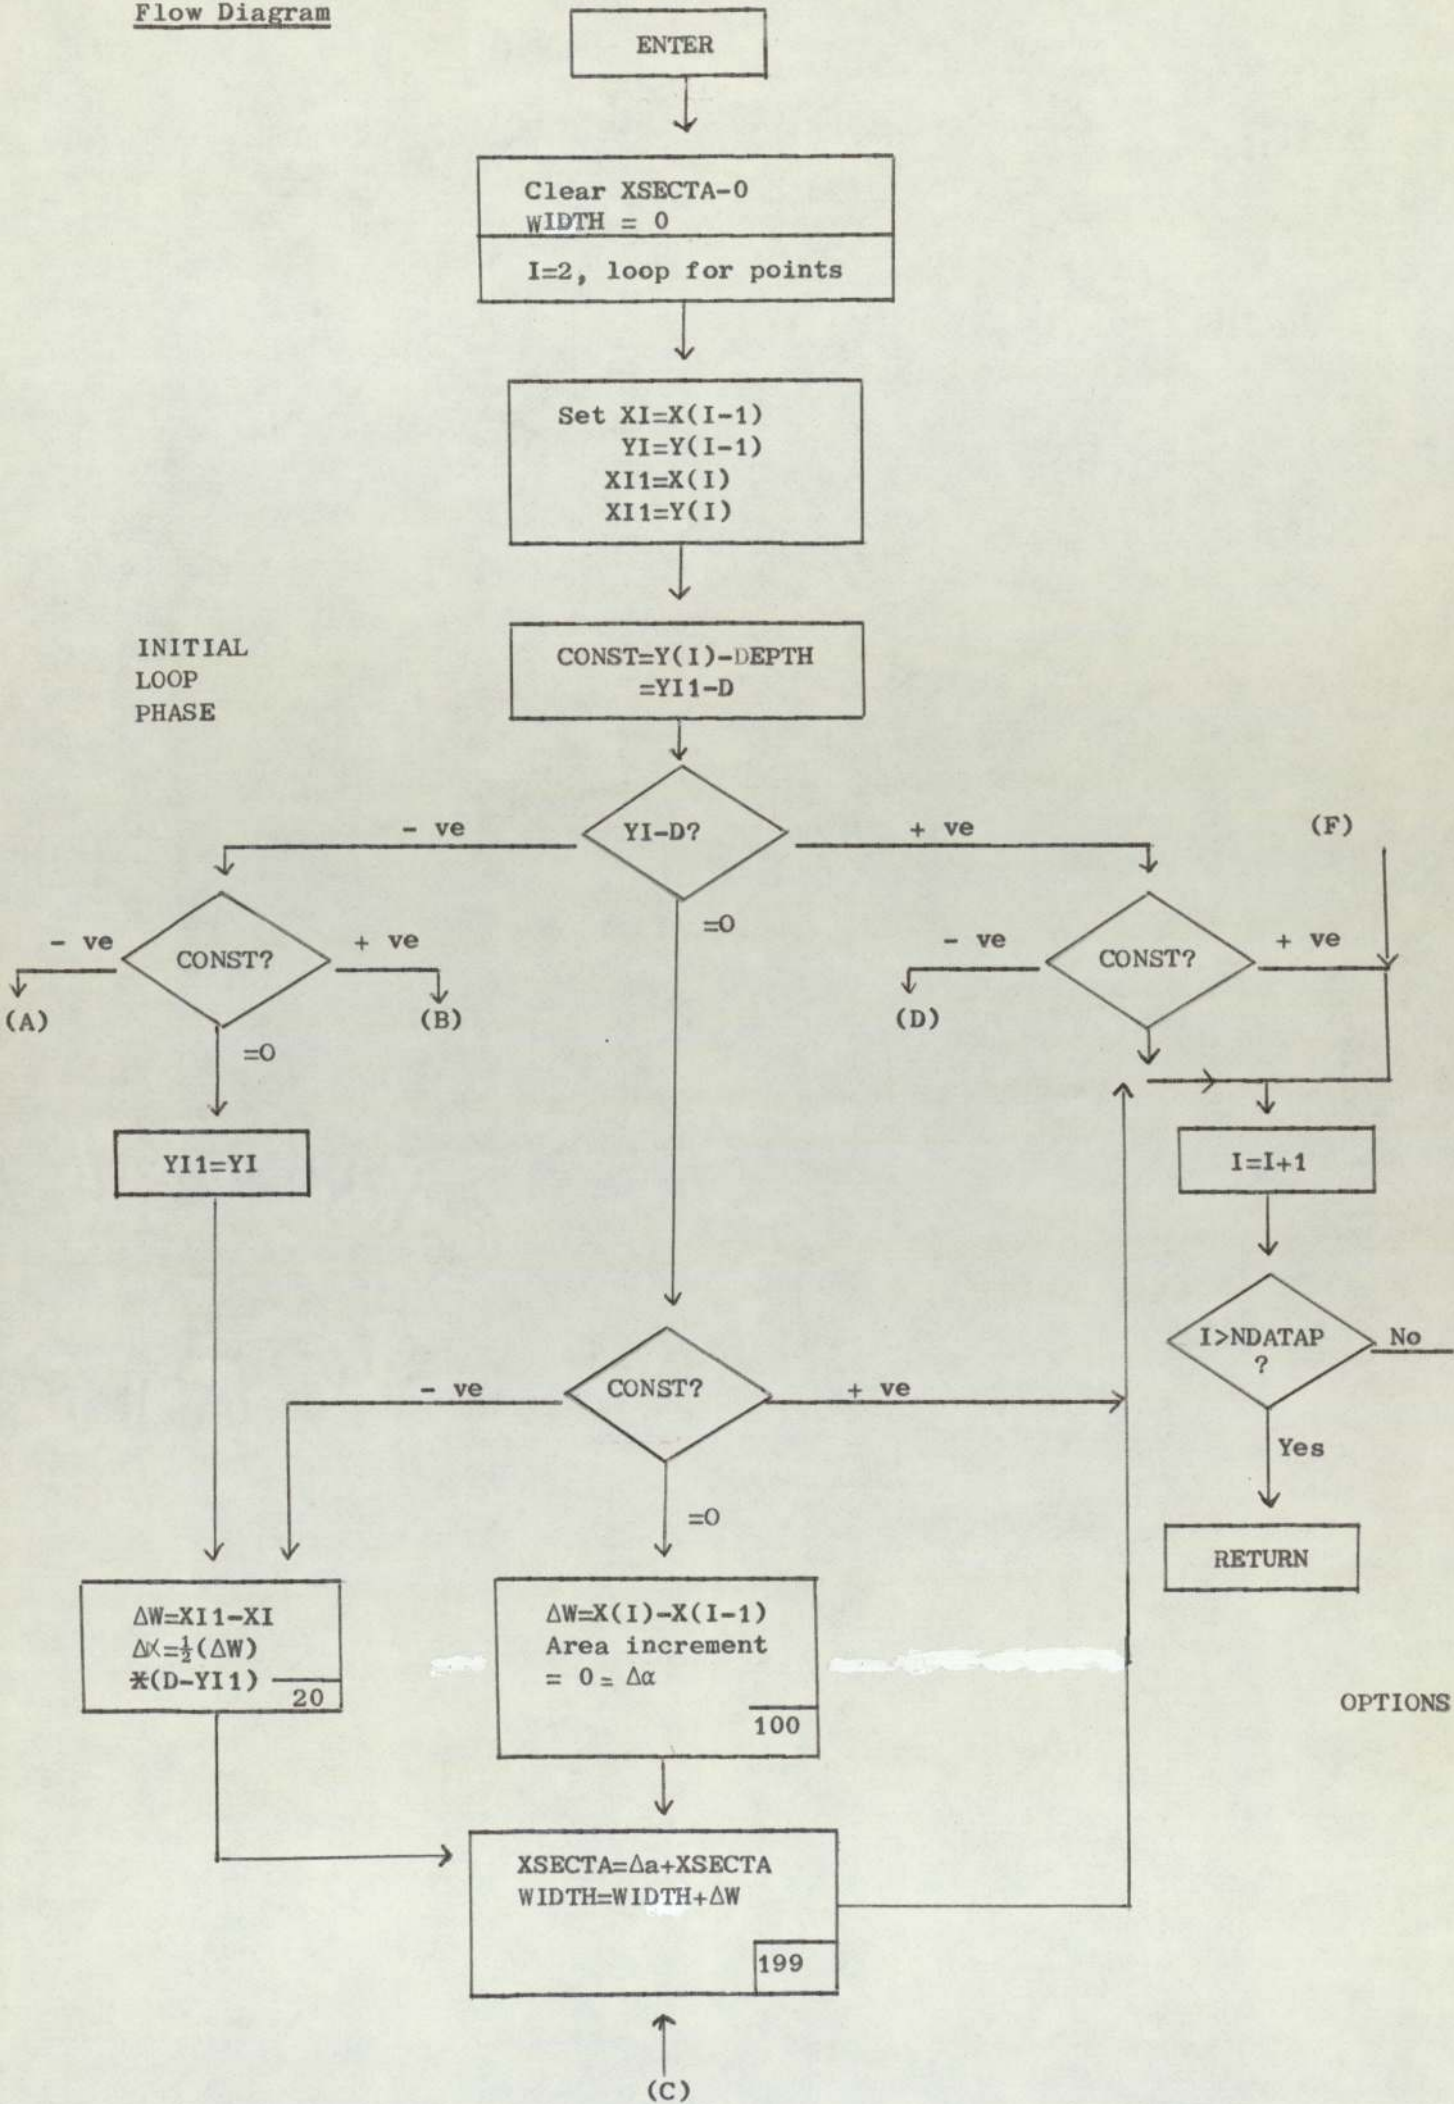 Flow Diagram
ENTER
Clear XSECTA-0
WIDTH = 0
I=2, loop for points
Set XI=X(I-1)
YI=Y(I-1)
XI1=X(I)
XI1=Y(I)
INITIAL
LOOP
PHASE
CONST=Y(I)-DEPTH
=YI1-D
YI-D?
- ve
+ ve
=0
(F)
CONST?
- ve
+ ve
(A)
(B)
=0
CONST?
- ve
+ ve
(D)
YI1=YI
I=I+1
I>NDATAP
?
No
Yes
RETURN
CONST?
- ve
+ ve
=0
ΔW=XI1-XI
Δα=½(ΔW)
*(D-YI1)
20
ΔW=X(I)-X(I-1)
Area increment
= 0 = Δα
100
OPTIONS
XSECTA=Δa+XSECTA
WIDTH=WIDTH+ΔW
199
(C)